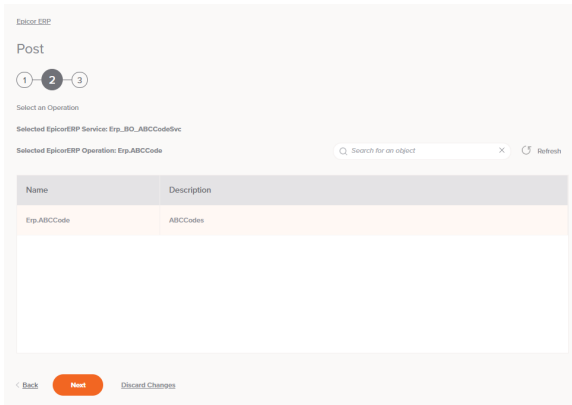 Epicor ERP
Post
1 2 3
Select an Operation
Selected EpicorERP Service: Erp_BO_ABCCodeSvc
Selected EpicorERP Operation: Erp.ABCCode
Search for an object
Refresh
Name Description
Erp.ABCCode ABCCodes
< Back Next Discard Changes